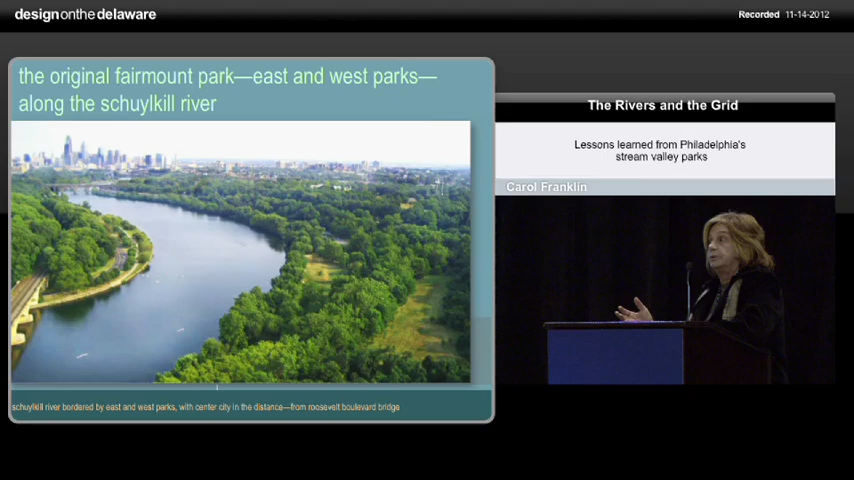 designonthedelaware
Recorded 11-14-2012
the original fairmount park—east and west parks—
along the schuylkill river
schuylkill river bordered by east and west parks, with center city in the distance—from roosevelt boulevard bridge
The Rivers and the Grid
Lessons learned from Philadelphia's
stream valley parks
Carol Franklin